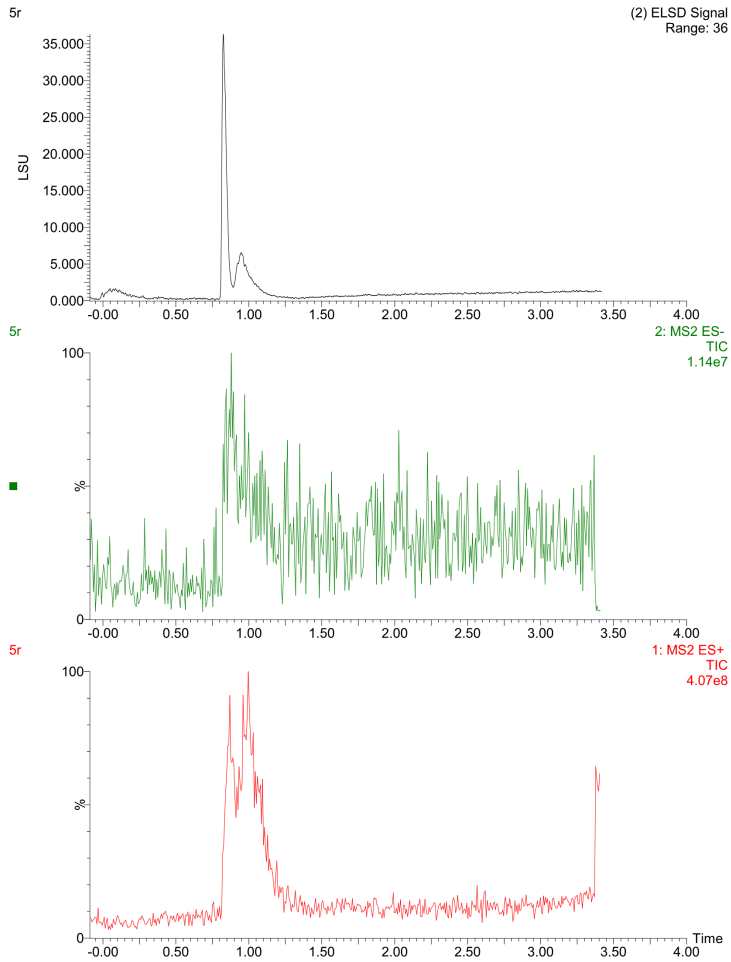 5r
(2) ELSD Signal
Range: 36
LSU
35.000
30.000
25.000
20.000
15.000
10.000
5.000
0.000
-0.00 0.50 1.00 1.50 2.00 2.50 3.00 3.50 4.00
5r
2: MS2 ES-
TIC
1.14e7
100
%
0
-0.00 0.50 1.00 1.50 2.00 2.50 3.00 3.50 4.00
5r
1: MS2 ES+
TIC
4.07e8
100
%
0
Time
-0.00 0.50 1.00 1.50 2.00 2.50 3.00 3.50 4.00